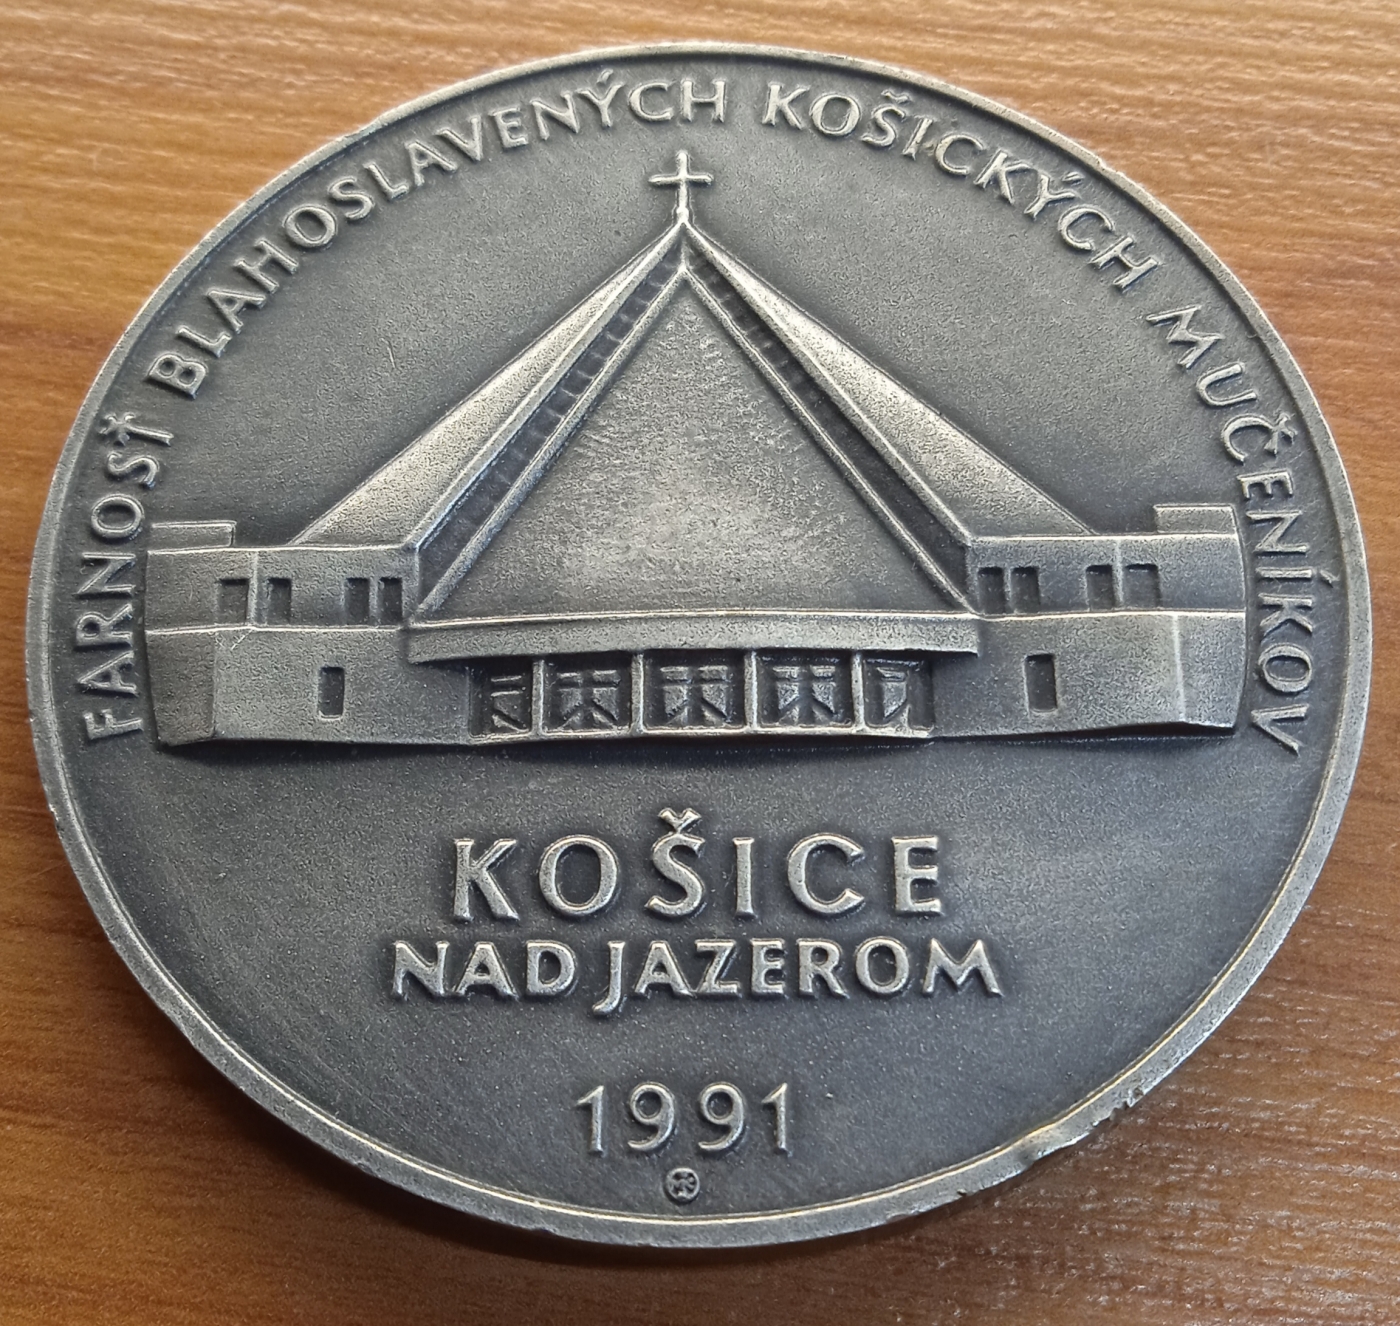 FARNOSŤ BLAHOSLAVENÝCH KOŠICKÝCH MUČENÍKOV
KOŠICE
NAD JAZEROM
1991